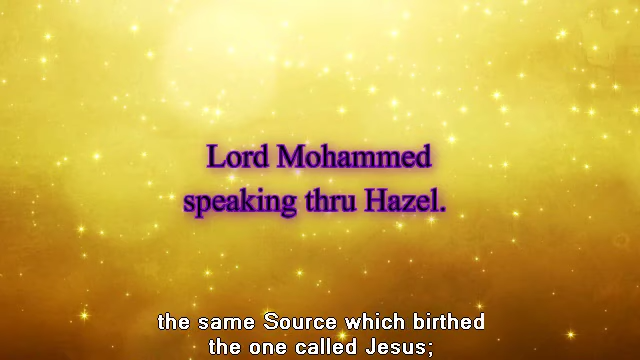 Lord Mohammed
speaking thru Hazel.
the same Source which birthed
the one called Jesus;